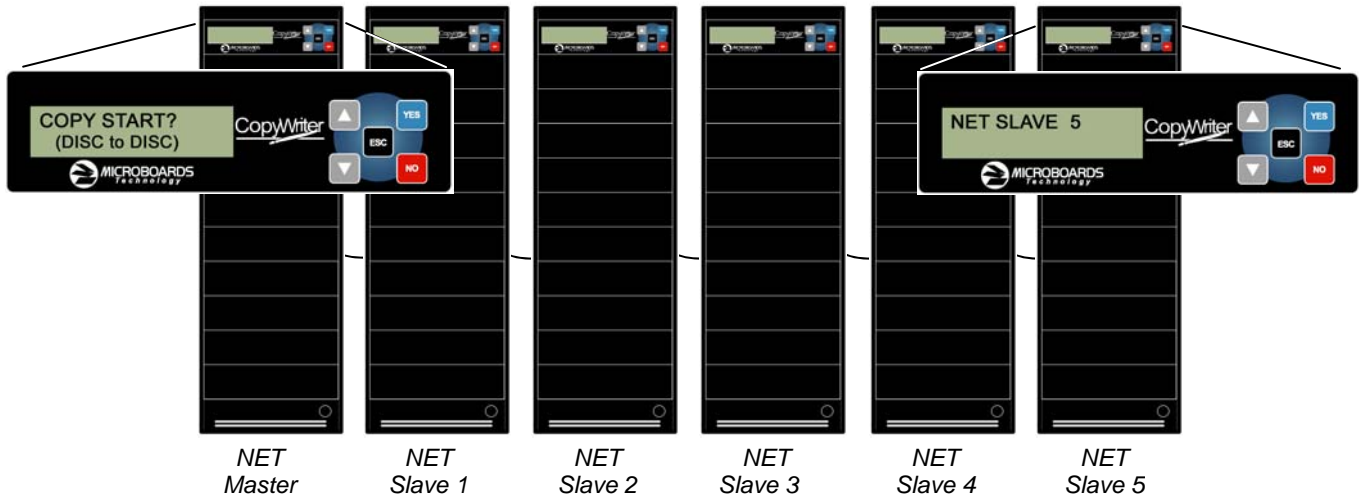 COPY START?
(DISC to DISC)
CopyWriter
YES
ESC
NO
MICROBOARDS
Technology
NET SLAVE 5
CopyWriter
YES
ESC
NO
MICROBOARDS
Technology
NET
Master
NET
Slave 1
NET
Slave 2
NET
Slave 3
NET
Slave 4
NET
Slave 5